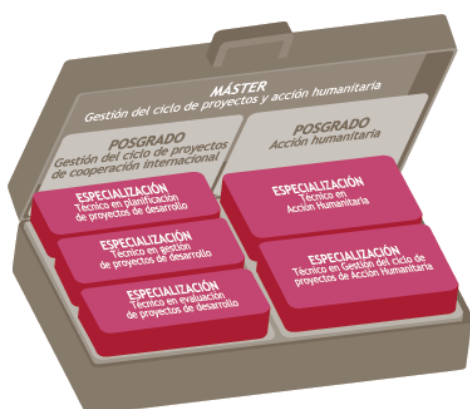 MÁSTER
Gestión del ciclo de proyectos y acción humanitaria
POSGRADO
Gestión del ciclo de proyectos
de cooperación internacional
POSGRADO
Acción humanitaria
ESPECIALIZACIÓN
Técnico en planificación
de proyectos de desarrollo
ESPECIALIZACIÓN
Técnico en gestión
de proyectos de desarrollo
ESPECIALIZACIÓN
Técnico en evaluación
de proyectos de desarrollo
ESPECIALIZACIÓN
Técnico en
Acción Humanitaria
ESPECIALIZACIÓN
Técnico en Gestión del ciclo de
proyectos de Acción Humanitaria